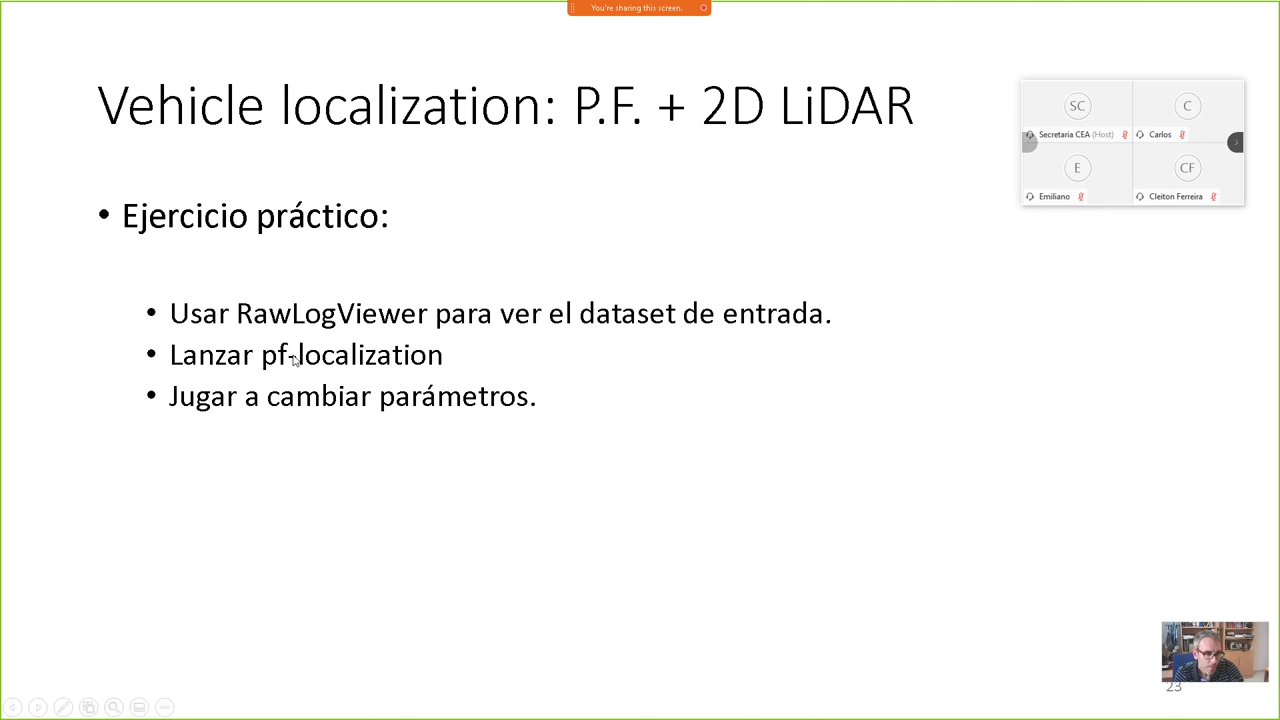 You're sharing this screen.
Vehicle localization: P.F. + 2D LiDAR
SC
C
Secretaria CEA (Host)
Carlos
E
CF
Emiliano
Cleiton Ferreira
• Ejercicio práctico:
• Usar RawLogViewer para ver el dataset de entrada.
• Lanzar pf-localization
• Jugar a cambiar parámetros.
23